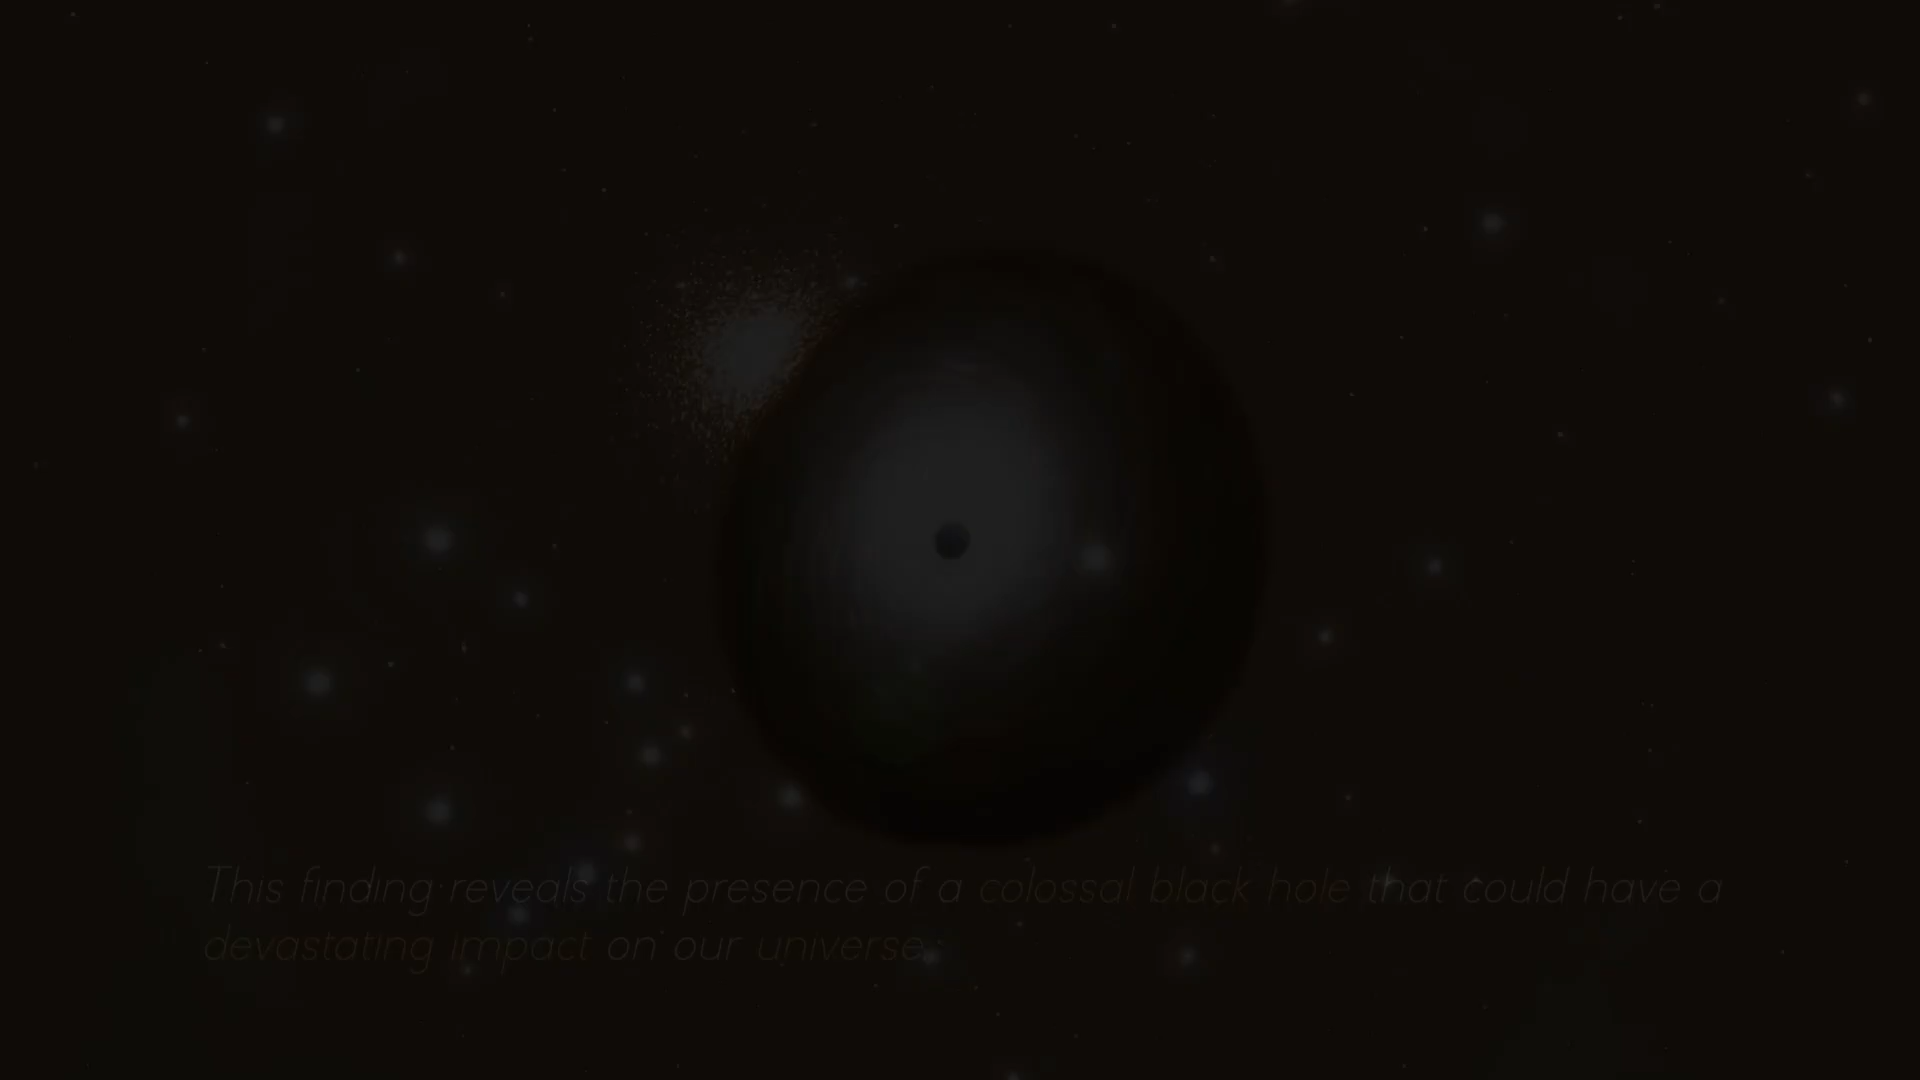 This finding reveals the presence of a colossal black hole that could have a
devastating impact on our universe.